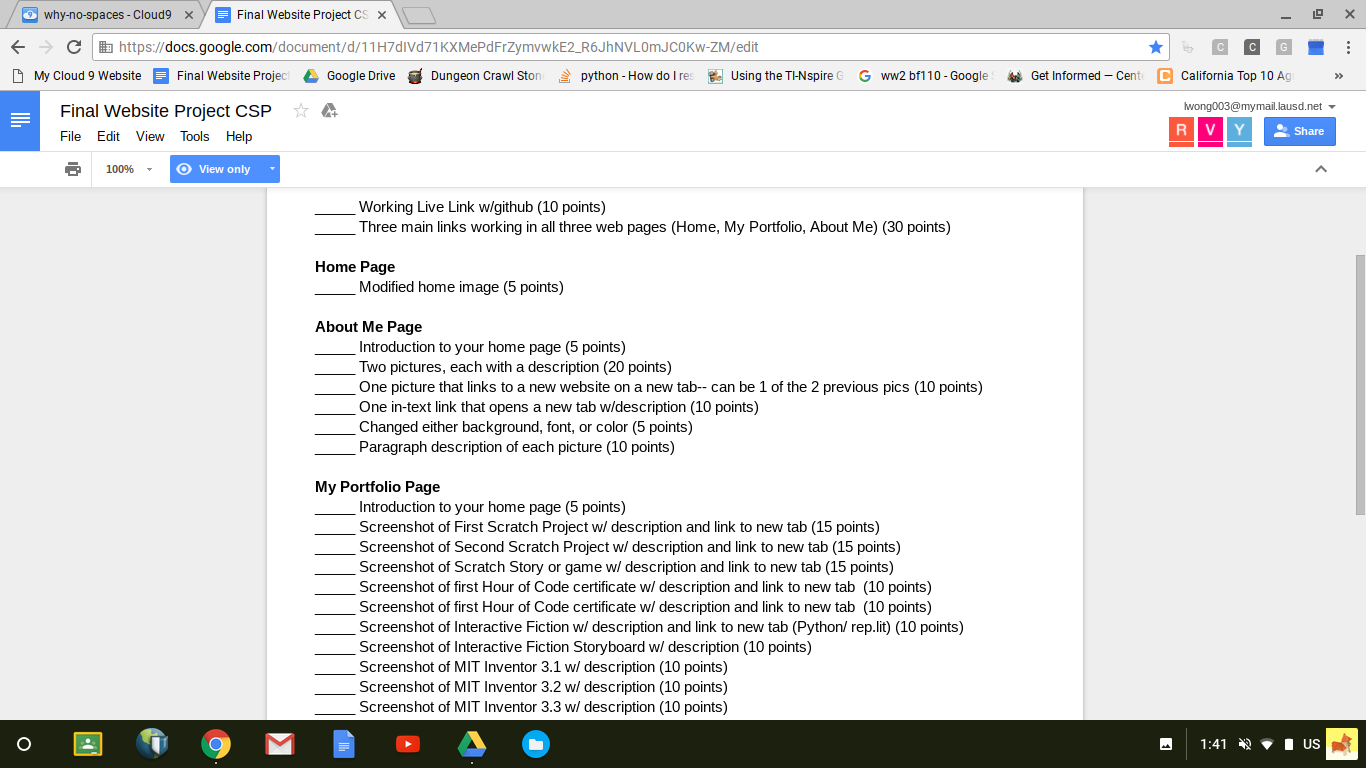 why-no-spaces - Cloud9
Final Website Project CS
https://docs.google.com/document/d/11H7dIVd71KXMePdFrZymvwkE2_R6JhNVL0mJC0Kw-ZM/edit
My Cloud 9 Website Final Website Project Google Drive Dungeon Crawl Ston python - How do I re Using the TI-Nspire ww2 bf110 - Google Get Informed — Cent California Top 10 Ag »
Final Website Project CSP
lwong003@mymail.lausd.net
File Edit View Tools Help
R V Y Share
100% View only
_____ Working Live Link w/github (10 points)
_____ Three main links working in all three web pages (Home, My Portfolio, About Me) (30 points)
Home Page
_____ Modified home image (5 points)
About Me Page
_____ Introduction to your home page (5 points)
_____ Two pictures, each with a description (20 points)
_____ One picture that links to a new website on a new tab-- can be 1 of the 2 previous pics (10 points)
_____ One in-text link that opens a new tab w/description (10 points)
_____ Changed either background, font, or color (5 points)
_____ Paragraph description of each picture (10 points)
My Portfolio Page
_____ Introduction to your home page (5 points)
_____ Screenshot of First Scratch Project w/ description and link to new tab (15 points)
_____ Screenshot of Second Scratch Project w/ description and link to new tab (15 points)
_____ Screenshot of Scratch Story or game w/ description and link to new tab (15 points)
_____ Screenshot of first Hour of Code certificate w/ description and link to new tab  (10 points)
_____ Screenshot of first Hour of Code certificate w/ description and link to new tab  (10 points)
_____ Screenshot of Interactive Fiction w/ description and link to new tab (Python/ rep.lit) (10 points)
_____ Screenshot of Interactive Fiction Storyboard w/ description (10 points)
_____ Screenshot of MIT Inventor 3.1 w/ description (10 points)
_____ Screenshot of MIT Inventor 3.2 w/ description (10 points)
_____ Screenshot of MIT Inventor 3.3 w/ description (10 points)
1:41 US